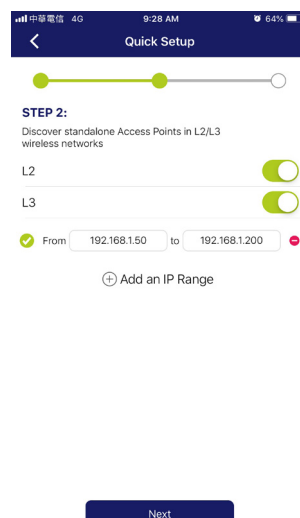 中華電信 4G 9:28 AM 64%
Quick Setup
STEP 2:
Discover standalone Access Points in L2/L3
wireless networks
L2
L3
From 192.168.1.50 to 192.168.1.200
Add an IP Range
Next